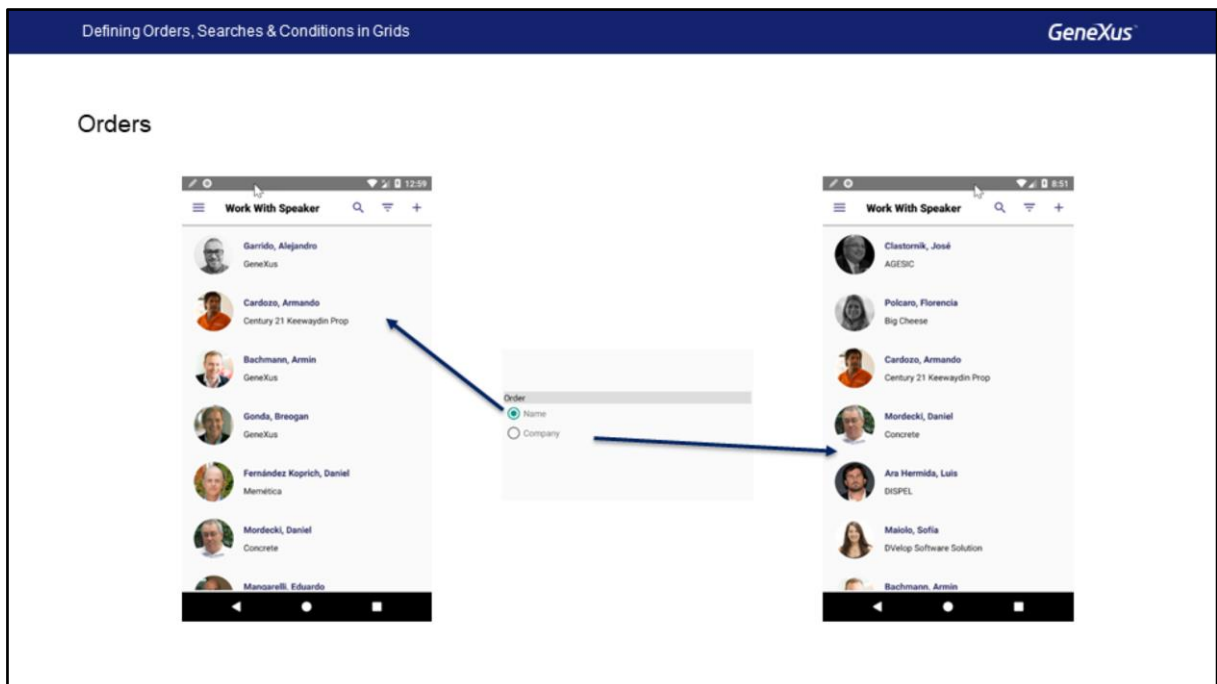 Defining Orders, Searches & Conditions in Grids
GeneXus™
Orders
12:59
Work With Speaker
Garrido, Alejandro
GeneXus
Cardozo, Armando
Century 21 Keewaydin Prop
Bachmann, Armin
GeneXus
Gonda, Breogan
GeneXus
Fernández Koprich, Daniel
Memética
Mordecki, Daniel
Concrete
Mangarelli, Eduardo
Order
Name
Company
8:51
Work With Speaker
Clastornik, José
AGESIC
Polcaro, Florencia
Big Cheese
Cardozo, Armando
Century 21 Keewaydin Prop
Mordecki, Daniel
Concrete
Ara Hermida, Luis
DISPEL
Maiolo, Sofía
DVelop Software Solution
Bachmann, Armin